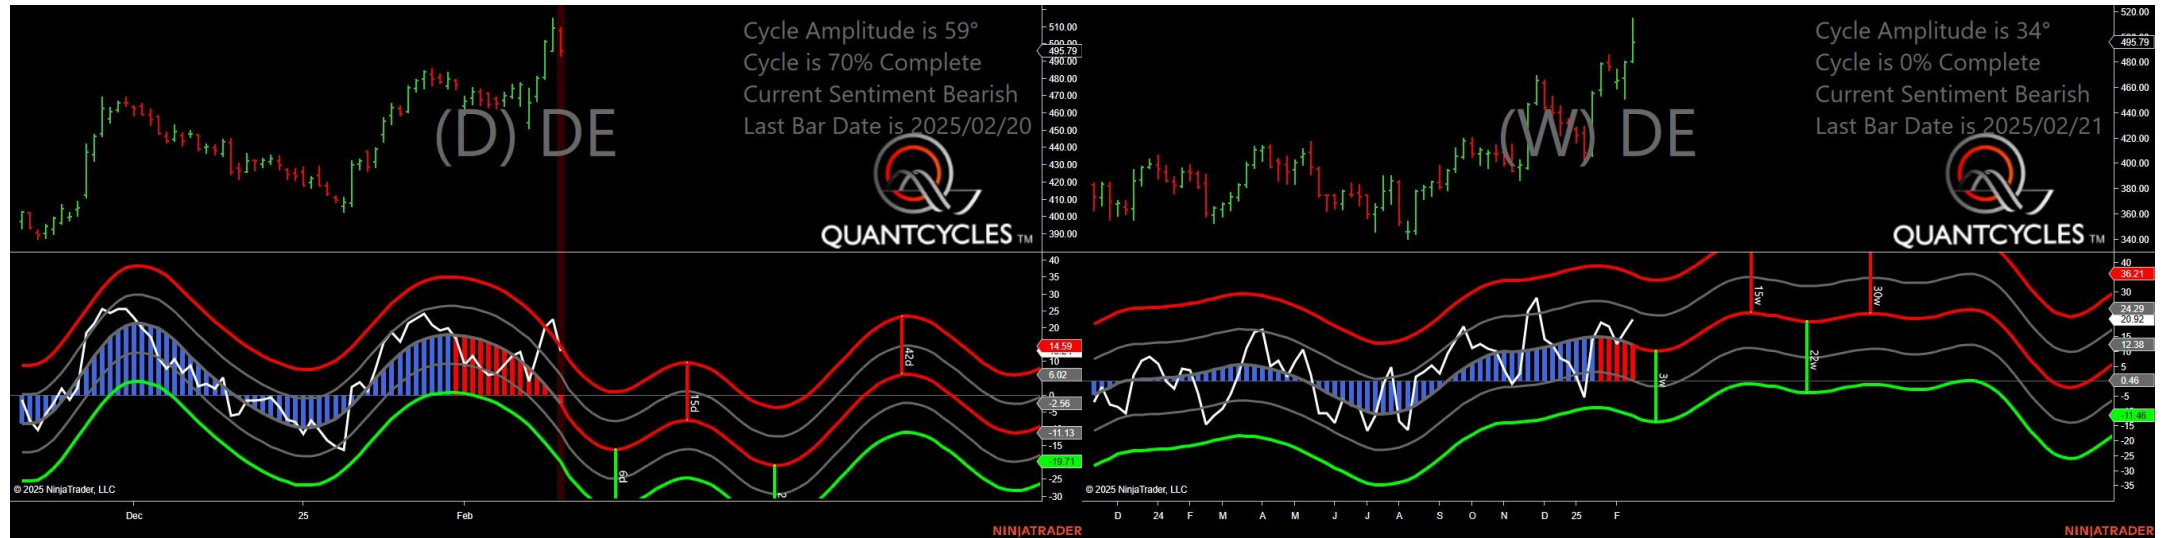 Cycle Amplitude is 59°
Cycle is 70% Complete
Current Sentiment Bearish
Last Bar Date is 2025/02/20
(D) DE
QUANTCYCLES TM
510.00
495.79
490.00
480.00
470.00
460.00
450.00
440.00
430.00
420.00
410.00
400.00
390.00
40
35
30
25
20
14.59
10
6.02
0
-2.56
-5
-11.13
-15
-19.71
-25
-30
15d
42d
6d
2
© 2025 NinjaTrader, LLC
Dec
25
Feb
NINJATRADER
Cycle Amplitude is 34°
Cycle is 0% Complete
Current Sentiment Bearish
Last Bar Date is 2025/02/21
(W) DE
QUANTCYCLES TM
520.00
495.79
480.00
460.00
440.00
420.00
400.00
380.00
360.00
340.00
40
36.21
30
24.29
20.92
15
12.38
5
0.46
-5
-11.46
-15
-20
-25
-30
-35
15w
30w
3w
22w
© 2025 NinjaTrader, LLC
D
24
F
M
A
M
J
J
A
S
O
N
D
25
F
NINJATRADER